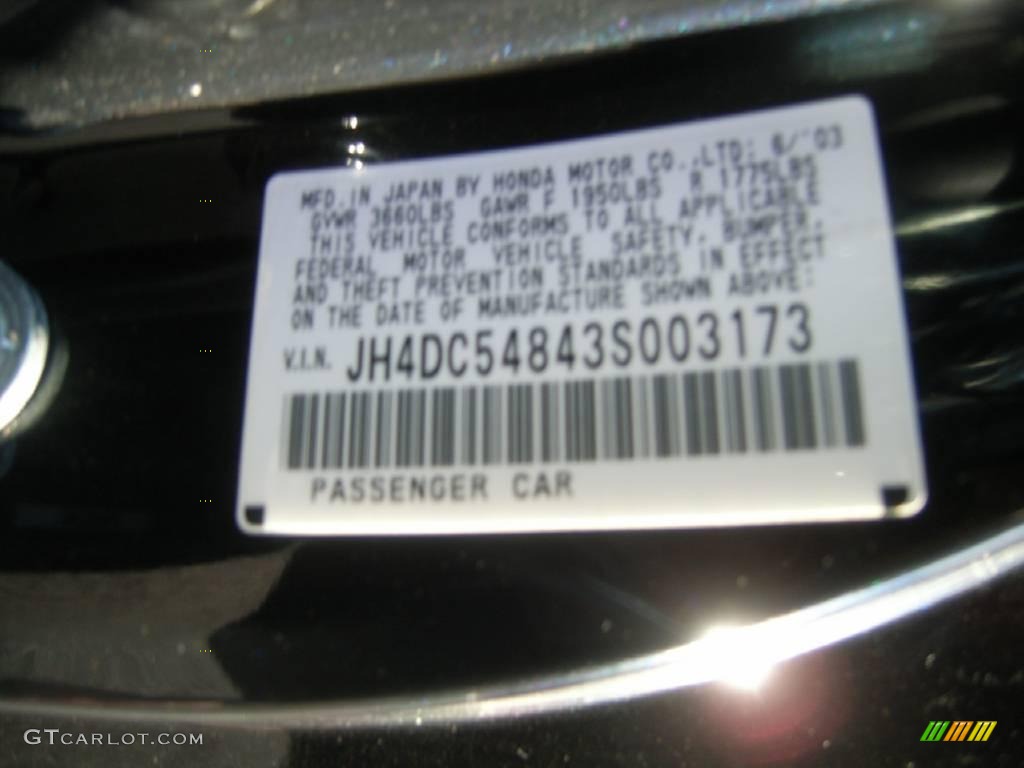 MFD. IN JAPAN BY HONDA MOTOR CO., LTD: 6/'03
GVWR 3660LBS GAWR F 1950LBS R 1775LBS
THIS VEHICLE CONFORMS TO ALL APPLICABLE
FEDERAL MOTOR VEHICLE SAFETY, BUMPER,
AND THEFT PREVENTION STANDARDS IN EFFECT
ON THE DATE OF MANUFACTURE SHOWN ABOVE:
V.I.N. JH4DC54843S003173
PASSENGER CAR
GTCARLOT.COM